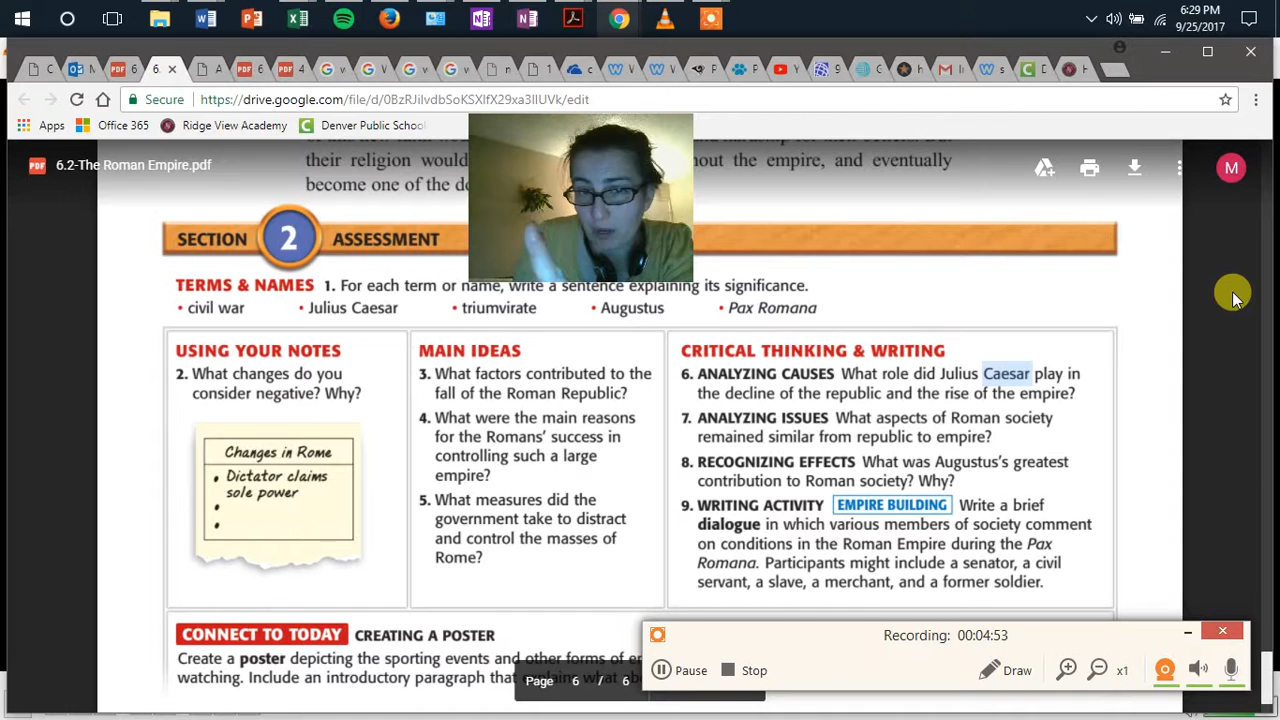 6:29 PM
9/25/2017
6
6.
A
6
4
w
V
w
w
n
1
c
W
W
P
Y
9
C
h
Ir
s
D
H
Secure
https://drive.google.com/file/d/0BzRJilvdbSoKSXlfX29xa3lIUVk/edit
Apps
Office 365
Ridge View Academy
Denver Public School
6.2-The Roman Empire.pdf
M
their religion would
out the empire, and eventually
become one of the do
SECTION 2 ASSESSMENT
TERMS & NAMES 1. For each term or name, write a sentence explaining its significance.
• civil war • Julius Caesar • triumvirate • Augustus • Pax Romana
USING YOUR NOTES
2. What changes do you
consider negative? Why?
Changes in Rome
• Dictator claims
sole power
•
•
MAIN IDEAS
3. What factors contributed to the
fall of the Roman Republic?
4. What were the main reasons
for the Romans' success in
controlling such a large
empire?
5. What measures did the
government take to distract
and control the masses of
Rome?
CRITICAL THINKING & WRITING
6. ANALYZING CAUSES What role did Julius Caesar play in
the decline of the republic and the rise of the empire?
7. ANALYZING ISSUES What aspects of Roman society
remained similar from republic to empire?
8. RECOGNIZING EFFECTS What was Augustus's greatest
contribution to Roman society? Why?
9. WRITING ACTIVITY EMPIRE BUILDING Write a brief
dialogue in which various members of society comment
on conditions in the Roman Empire during the Pax
Romana. Participants might include a senator, a civil
servant, a slave, a merchant, and a former soldier.
CONNECT TO TODAY CREATING A POSTER
Create a poster depicting the sporting events and other forms of
watching. Include an introductory paragraph that
Page 6 / 6
Recording: 00:04:53
Pause
Stop
Draw
x1